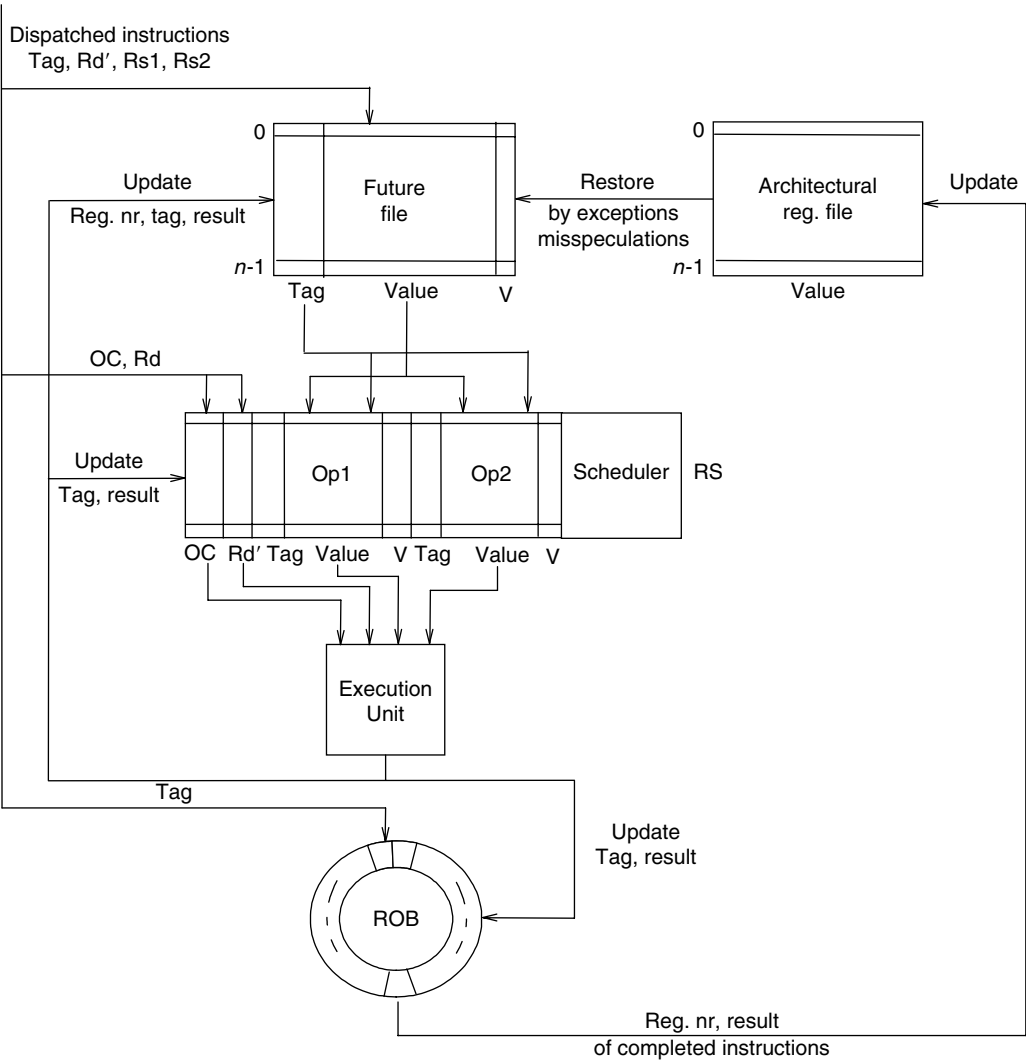 Dispatched instructions
Tag, Rd′, Rs1, Rs2
0
Future
file
n-1
Tag
Value
V
Update
Reg. nr, tag, result
Restore
by exceptions
misspeculations
0
Architectural
reg. file
n-1
Value
Update
OC, Rd
Update
Tag, result
Op1
Op2
Scheduler
RS
OC
Rd′
Tag
Value
V
Tag
Value
V
Execution
Unit
Tag
Update
Tag, result
ROB
Reg. nr, result
of completed instructions